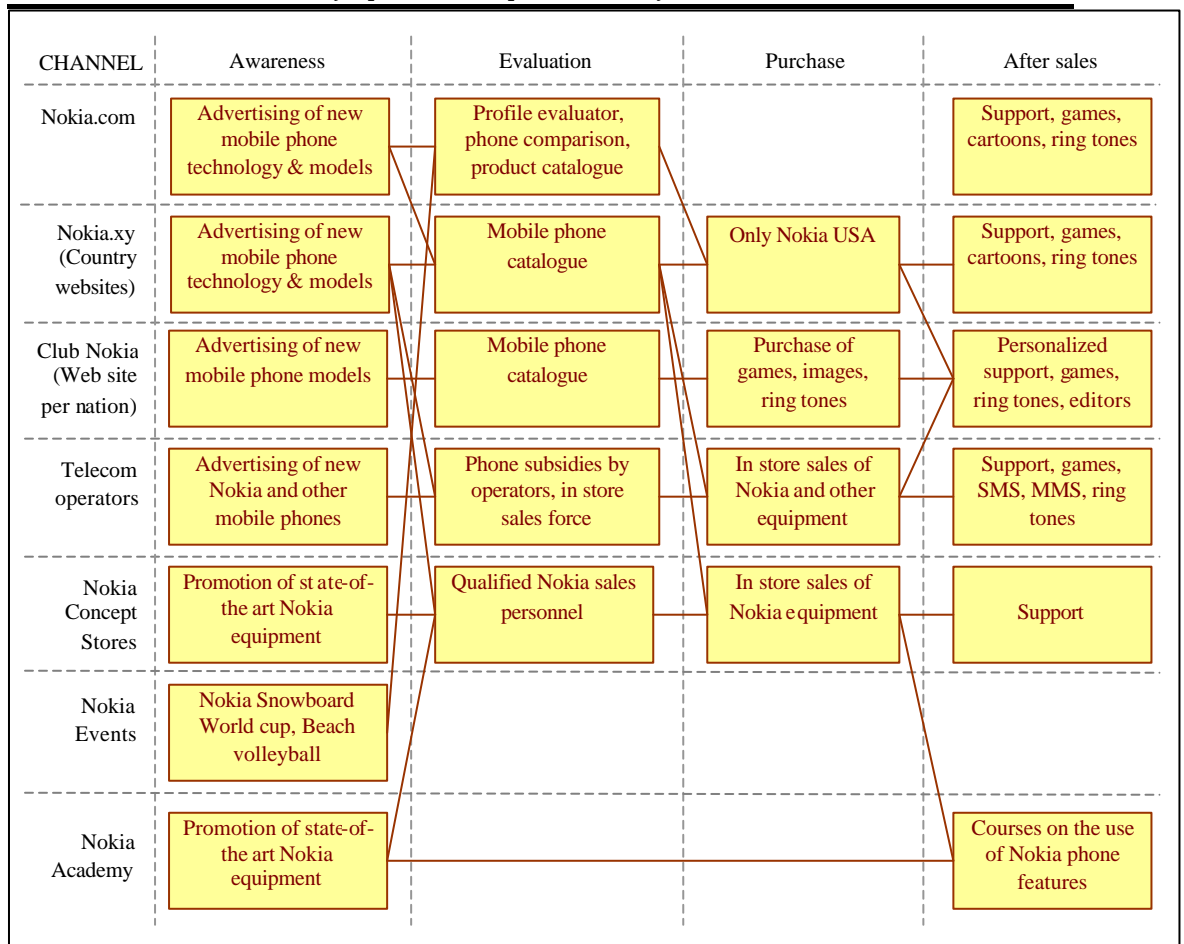 CHANNEL
Awareness
Evaluation
Purchase
After sales
Nokia.com
Advertising of new
mobile phone
technology & models
Profile evaluator,
phone comparison,
product catalogue
Support, games,
cartoons, ring tones
Nokia.xy
(Country
websites)
Advertising of new
mobile phone
technology & models
Mobile phone
catalogue
Only Nokia USA
Support, games,
cartoons, ring tones
Club Nokia
(Web site
per nation)
Advertising of new
mobile phone models
Mobile phone
catalogue
Purchase of
games, images,
ring tones
Personalized
support, games,
ring tones, editors
Telecom
operators
Advertising of new
Nokia and other
mobile phones
Phone subsidies by
operators, in store
sales force
In store sales of
Nokia and other
equipment
Support, games,
SMS, MMS, ring
tones
Nokia
Concept
Stores
Promotion of state-of-
the art Nokia
equipment
Qualified Nokia sales
personnel
In store sales of
Nokia equipment
Support
Nokia
Events
Nokia Snowboard
World cup, Beach
volleyball
Nokia
Academy
Promotion of state-of-
the art Nokia
equipment
Courses on the use
of Nokia phone
features